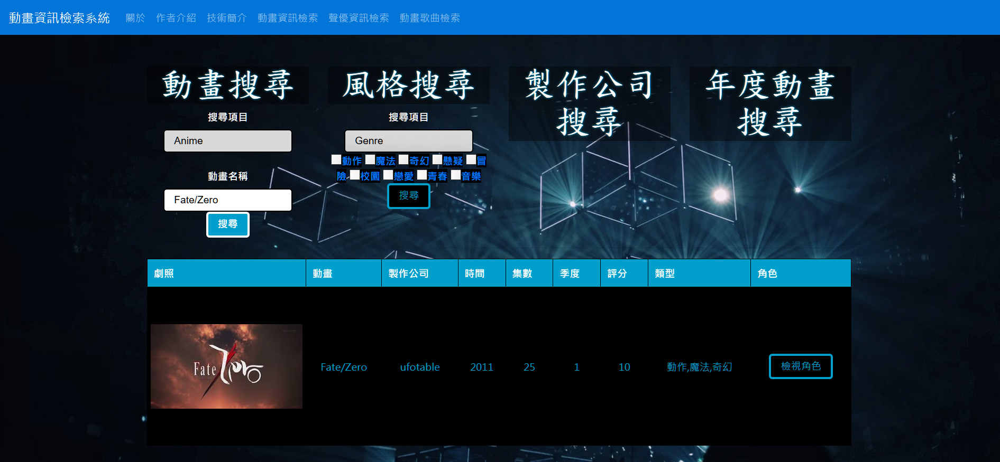 動畫資訊檢索系統 關於 作者介紹 技術簡介 動畫資訊檢索 聲優資訊檢索 動畫歌曲檢索
動畫搜尋
搜尋項目
Anime
動畫名稱
Fate/Zero
搜尋
風格搜尋
搜尋項目
Genre
動作 魔法 奇幻 懸疑 冒
險 校園 戀愛 青春 音樂
搜尋
製作公司
搜尋
年度動畫
搜尋
劇照 動畫 製作公司 時間 集數 季度 評分 類型 角色
Fate Zero
Fate/Zero ufotable 2011 25 1 10 動作,魔法,奇幻 檢視角色